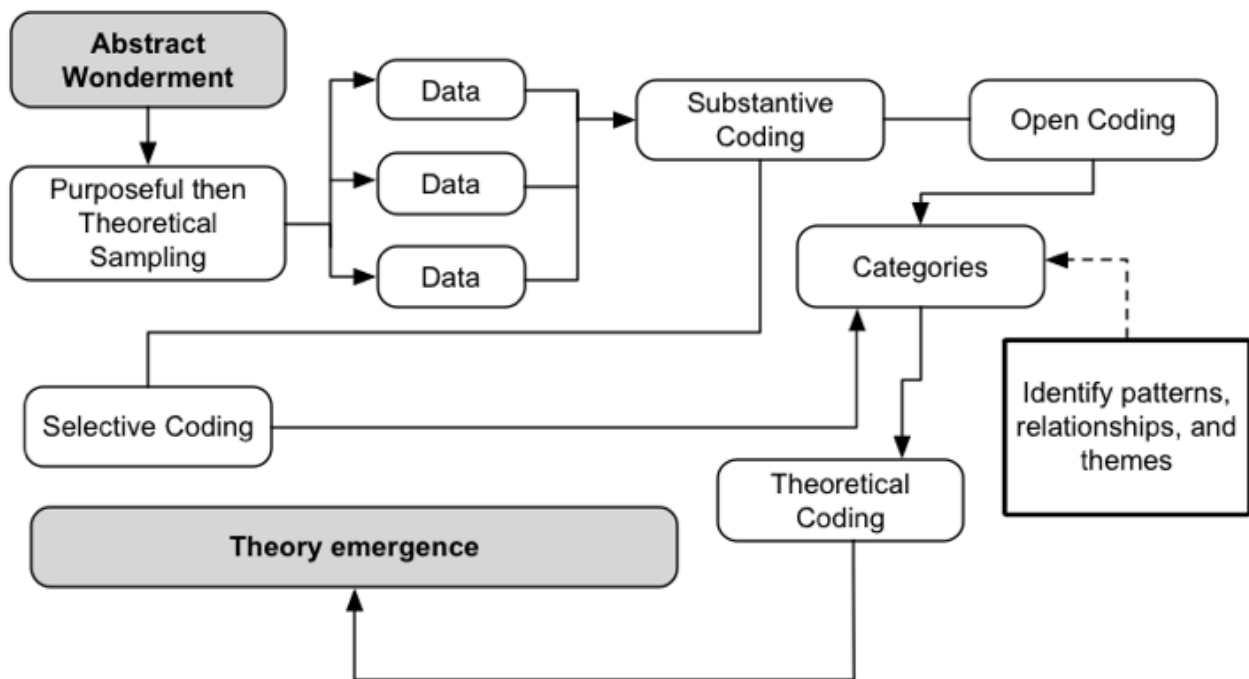 Abstract
Wonderment
Purposeful then
Theoretical
Sampling
Data
Data
Data
Substantive
Coding
Open Coding
Categories
Identify patterns,
relationships, and
themes
Selective Coding
Theoretical
Coding
Theory emergence